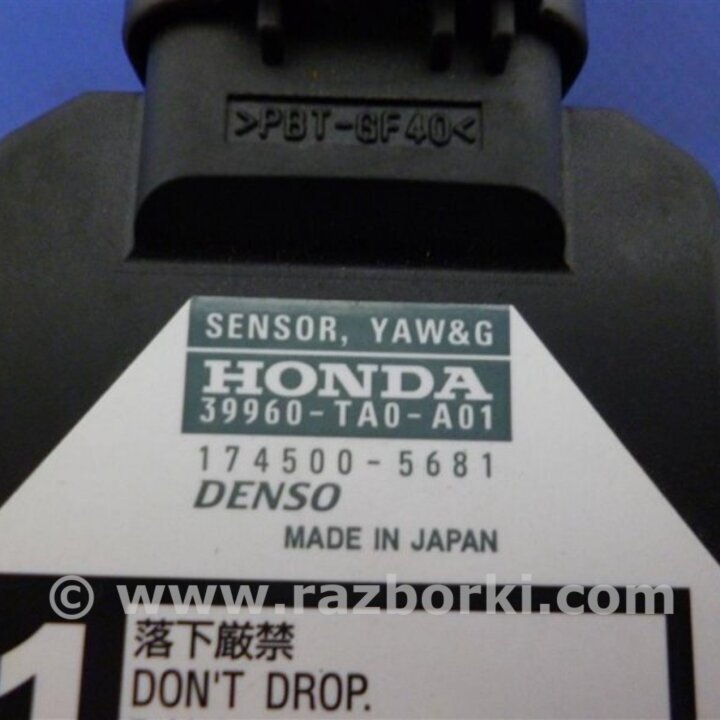 >PBT-GF40<
SENSOR, YAW&G
HONDA
39960-TA0-A01
174500-5681
DENSO
MADE IN JAPAN
© www.razborki.com
1
落下厳禁
DON'T DROP.